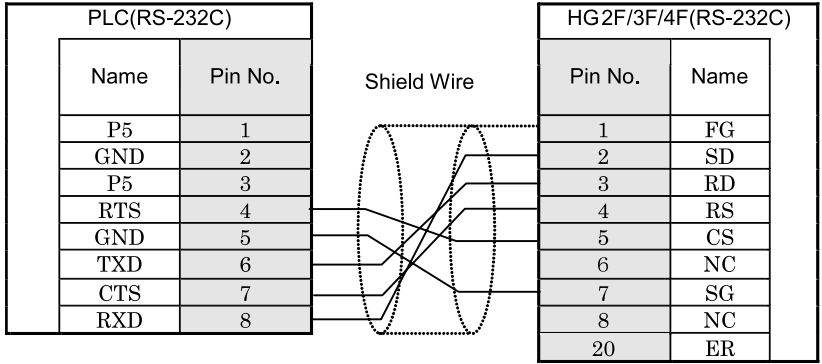 PLC(RS-232C) HG2F/3F/4F(RS-232C)
Name Pin No. Shield Wire Pin No. Name
P5 1 1 FG
GND 2 2 SD
P5 3 3 RD
RTS 4 4 RS
GND 5 5 CS
TXD 6 6 NC
CTS 7 7 SG
RXD 8 8 NC
20 ER